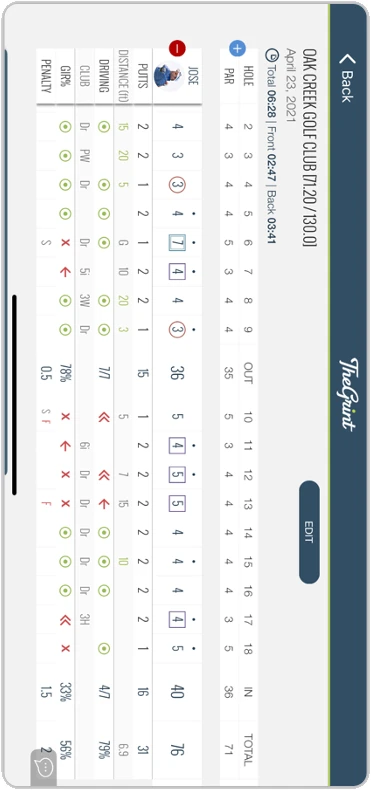 Back
TheGrint
OAK CREEK GOLF CLUB [71.20 / 130.0]
April 23, 2021
EDIT
Total 06:28 | Front 02:47 | Back 03:41
HOLE 2 3 4 5 6 7 8 9 OUT 10 11 12 13 14 15 16 17 18 IN TOTAL
PAR 4 3 4 4 5 3 4 4 35 5 3 4 4 4 4 4 3 5 36 71
JOSE 4 3 3 4 7 4 4 3 36 5 4 5 5 4 4 4 4 5 40 76
PUTTS 2 2 1 2 1 2 2 1 15 1 2 2 2 2 2 2 2 1 16 31
DISTANCE (ft) 15 20 5 G 10 20 3 5 7 15 10 6.9
DRIVING 7/7 4/7 79%
CLUB Dr PW Dr Dr 5i 3W Dr 6i Dr Dr Dr Dr Dr 3H
GIR% 78% 33% 56%
PENALTY S 0.5 S F F 1.5 2